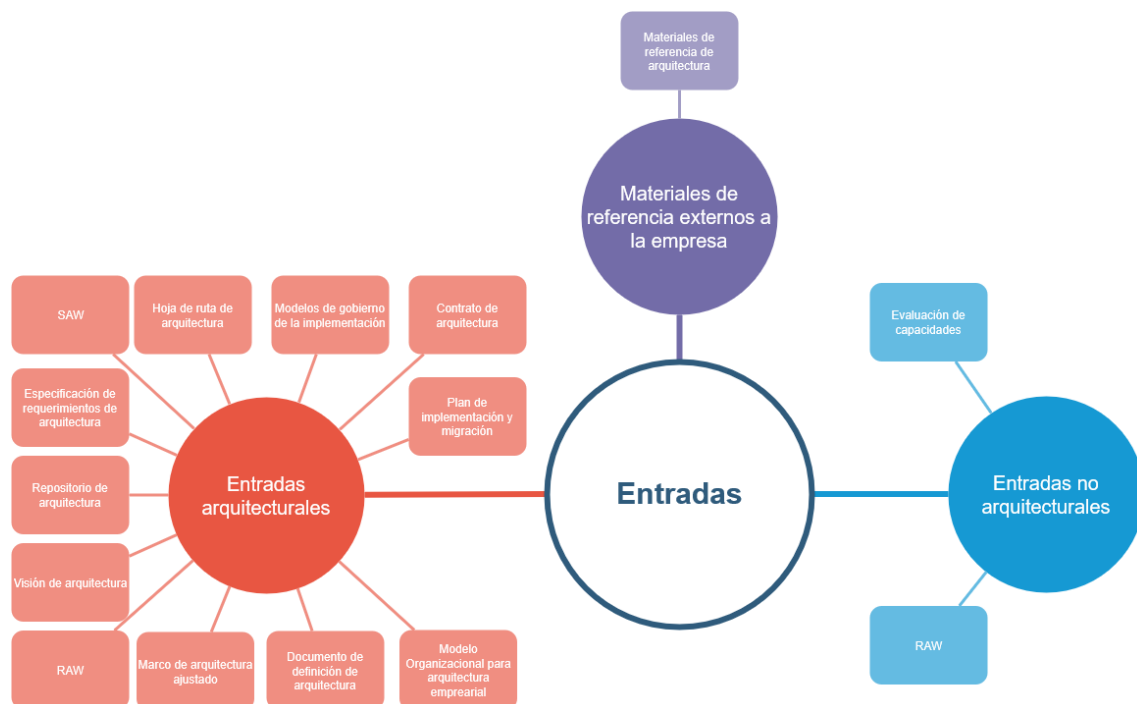 Materiales de
referencia de
arquitectura
Materiales de
referencia externos a
la empresa
SAW
Hoja de ruta de
arquitectura
Modelos de gobierno
de la implementación
Contrato de
arquitectura
Evaluación de
capacidades
Especificación de
requerimientos de
arquitectura
Plan de
implementación y
migración
Repositorio de
arquitectura
Entradas
arquitecturales
Entradas
Entradas no
arquitecturales
Visión de arquitectura
RAW
Marco de arquitectura
ajustado
Documento de
definición de
arquitectura
Modelo
Organizacional para
arquitectura
emprearial
RAW